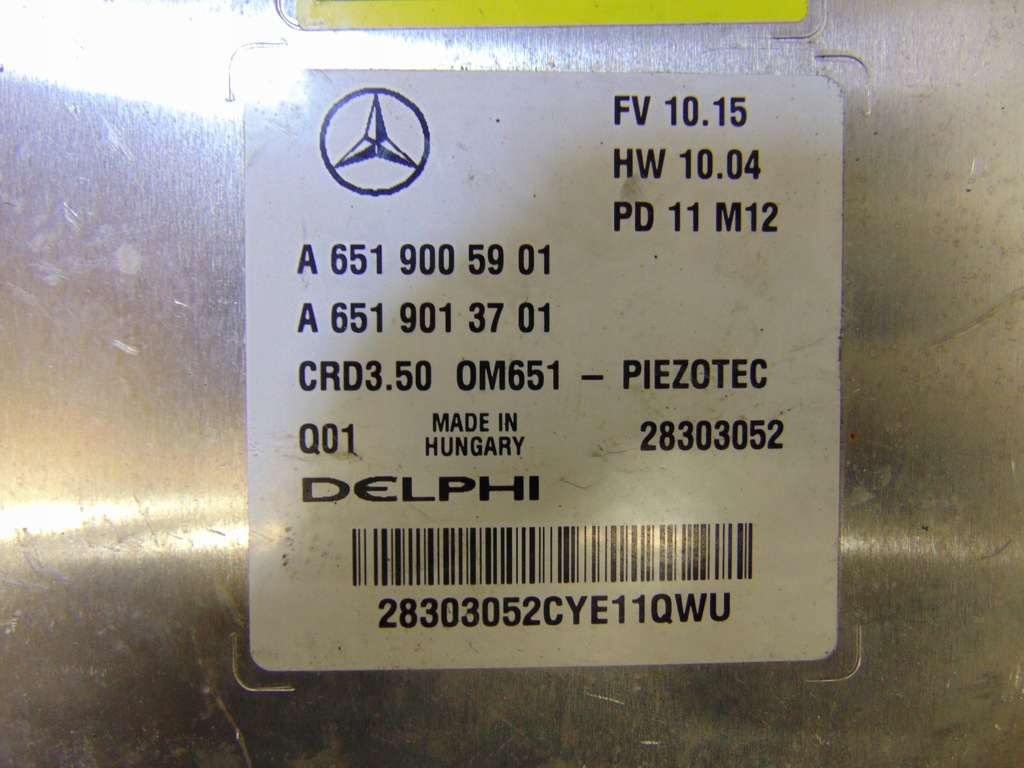 FV 10.15
HW 10.04
PD 11 M12
A 651 900 59 01
A 651 901 37 01
CRD3.50 OM651 – PIEZOTEC
Q01 MADE IN HUNGARY 28303052
DELPHI
28303052CYE11QWU